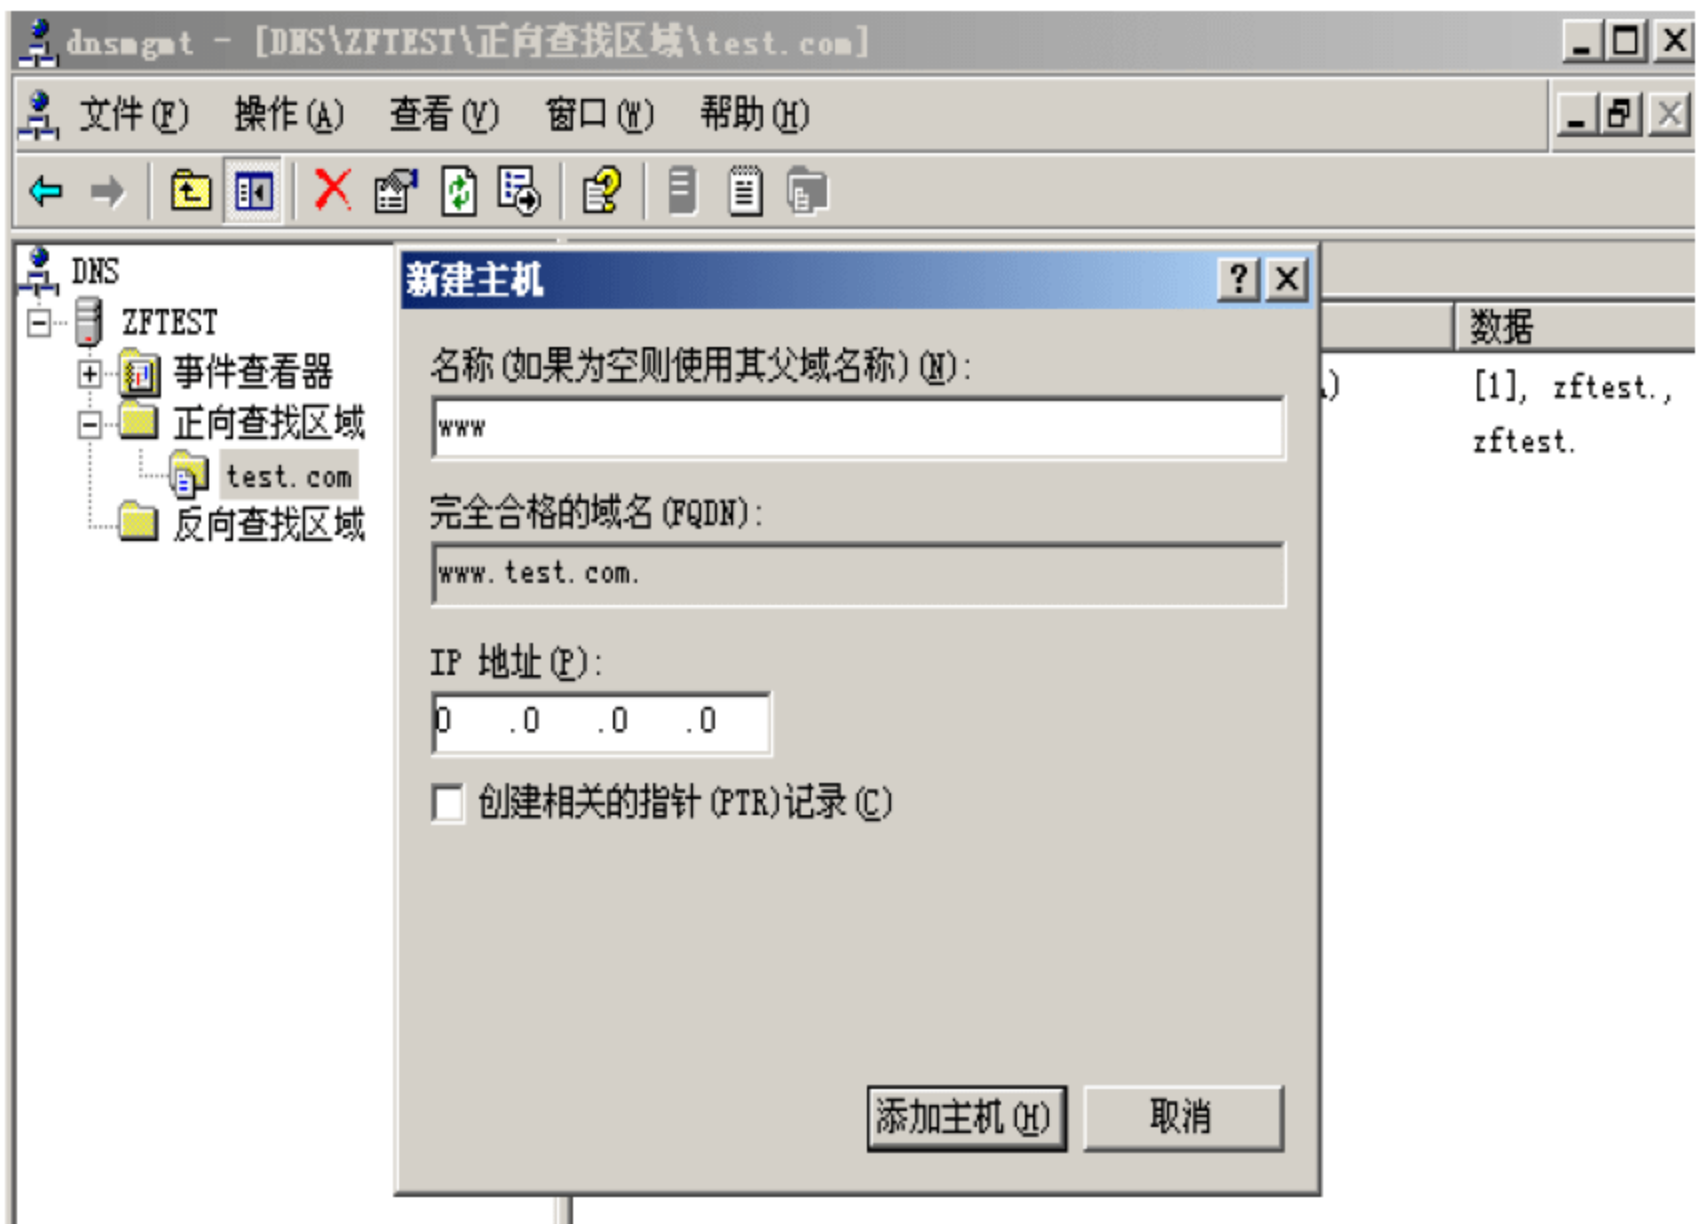 dnsmgmt - [DNS\ZFTEST\正向查找区域\test.com]
文件(F) 操作(A) 查看(V) 窗口(W) 帮助(H)
DNS
ZFTEST
事件查看器
正向查找区域
test.com
反向查找区域
新建主机
名称(如果为空则使用其父域名称)(N):
www
完全合格的域名(FQDN):
www.test.com.
IP 地址(P):
0 .0 .0 .0
创建相关的指针(PTR)记录(C)
添加主机(H) 取消
数据
[1], zftest.,
zftest.